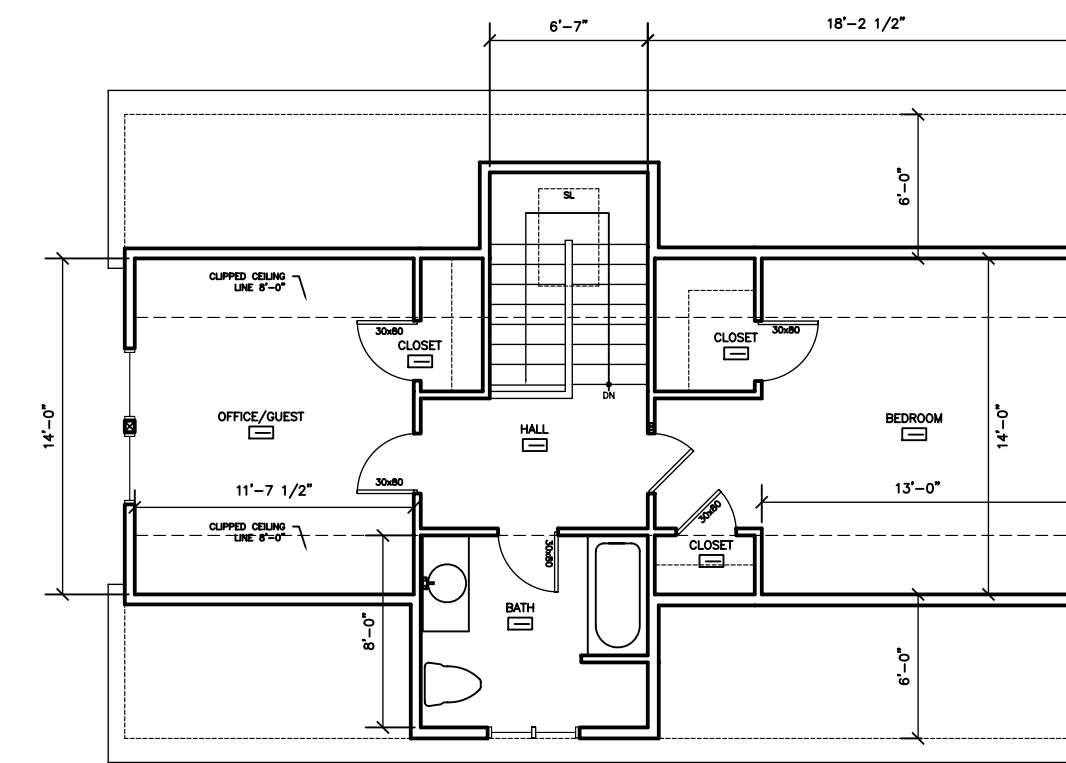 6'-7"
18'-2 1/2"
6'-0"
SL
CLIPPED CEILING
LINE 8'-0"
30x80
CLOSET
CLOSET
30x80
DN
14'-0"
OFFICE/GUEST
HALL
BEDROOM
14'-0"
30x80
11'-7 1/2"
13'-0"
30x80
CLIPPED CEILING
LINE 8'-0"
30x80
CLOSET
BATH
8'-0"
6'-0"